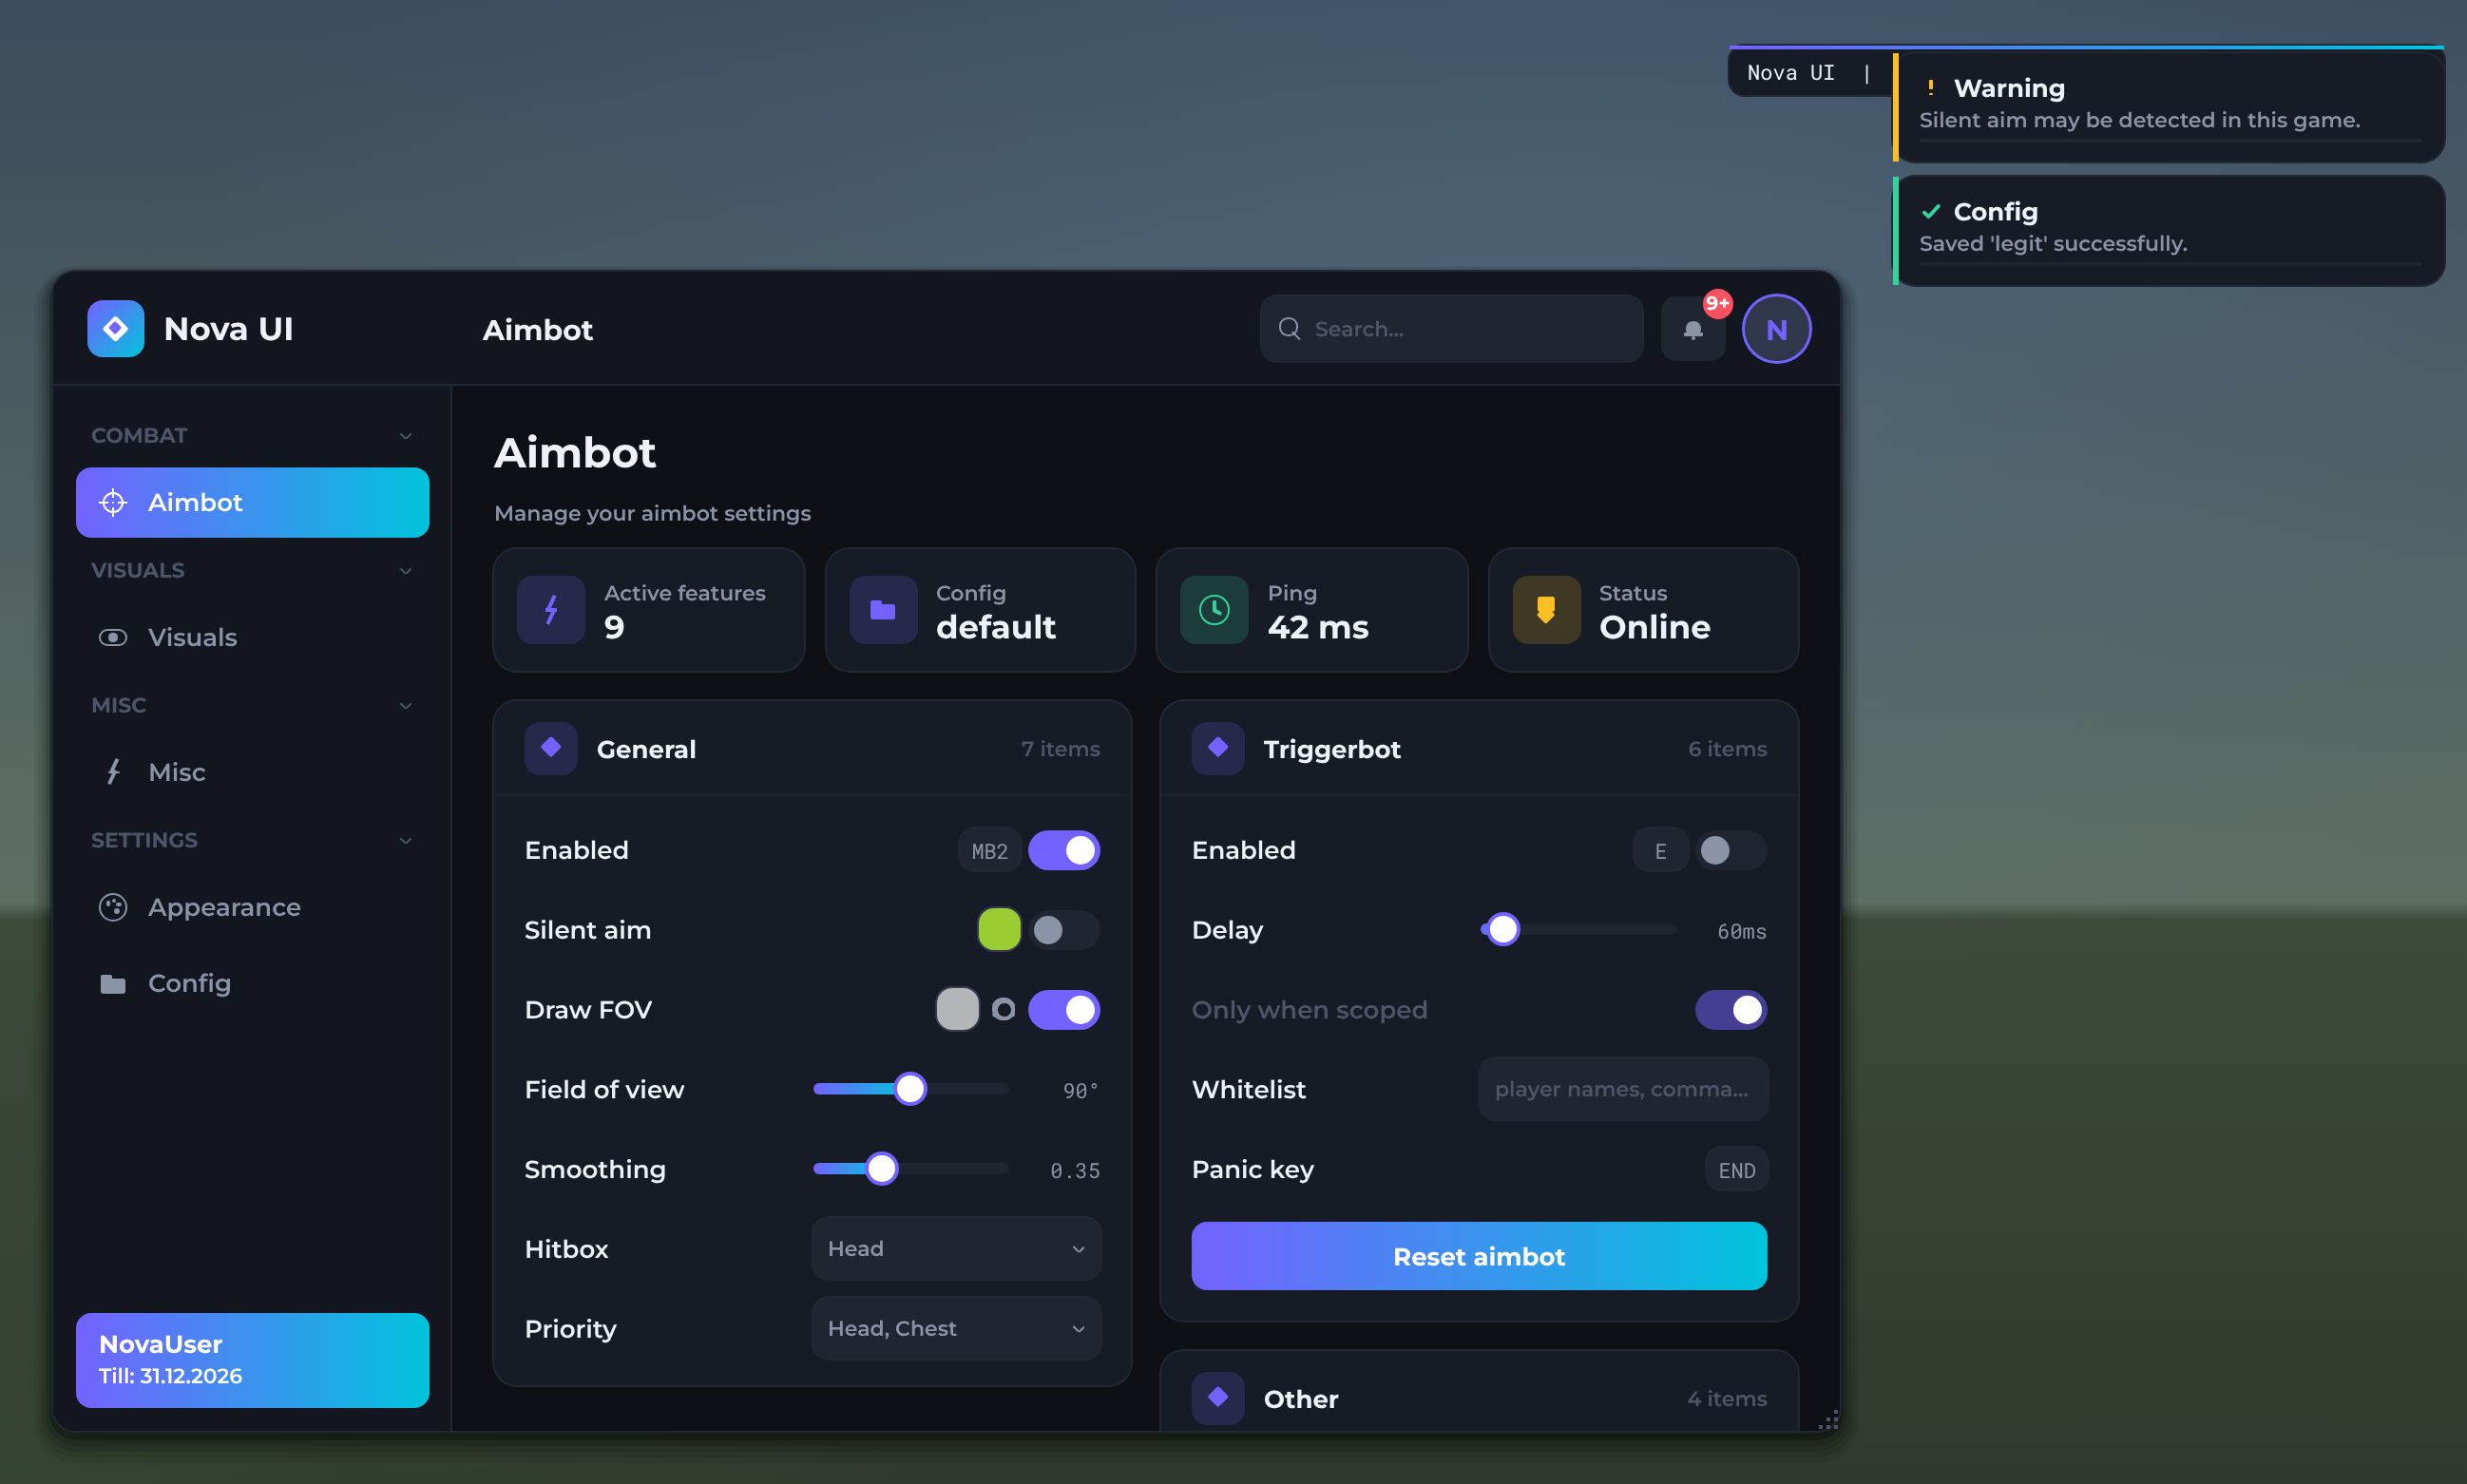 Nova UI |
Warning
Silent aim may be detected in this game.
Config
Saved 'legit' successfully.
Nova UI
Aimbot
Search...
9+
N
COMBAT
Aimbot
VISUALS
Visuals
MISC
Misc
SETTINGS
Appearance
Config
NovaUser
Till: 31.12.2026
Aimbot
Manage your aimbot settings
Active features
9
Config
default
Ping
42 ms
Status
Online
General
7 items
Enabled
MB2
Silent aim
Draw FOV
Field of view
90°
Smoothing
0.35
Hitbox
Head
Priority
Head, Chest
Triggerbot
6 items
Enabled
E
Delay
60ms
Only when scoped
Whitelist
player names, comma...
Panic key
END
Reset aimbot
Other
4 items